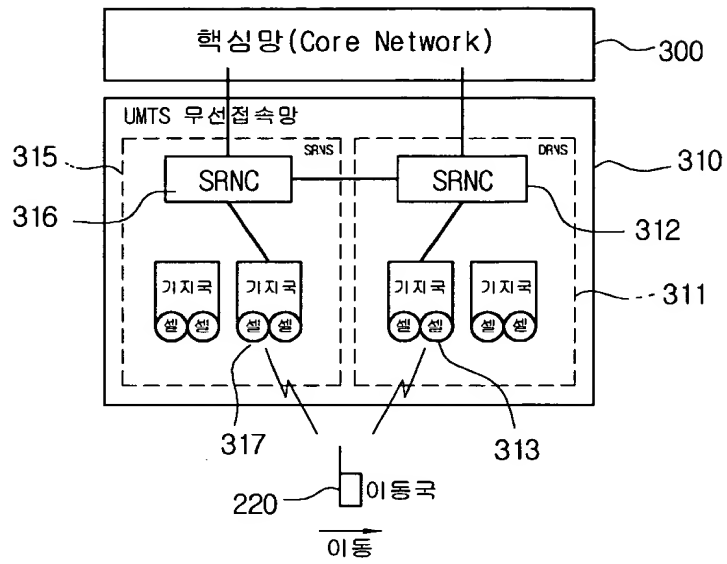 핵심망(Core Network)
300
UMTS 무선접속망
315
SRNS
DRNS
310
SRNC
SRNC
316
312
기지국
기지국
기지국
기지국
311
셀 셀
셀 셀
셀 셀
셀 셀
317
313
220
이동국
이동